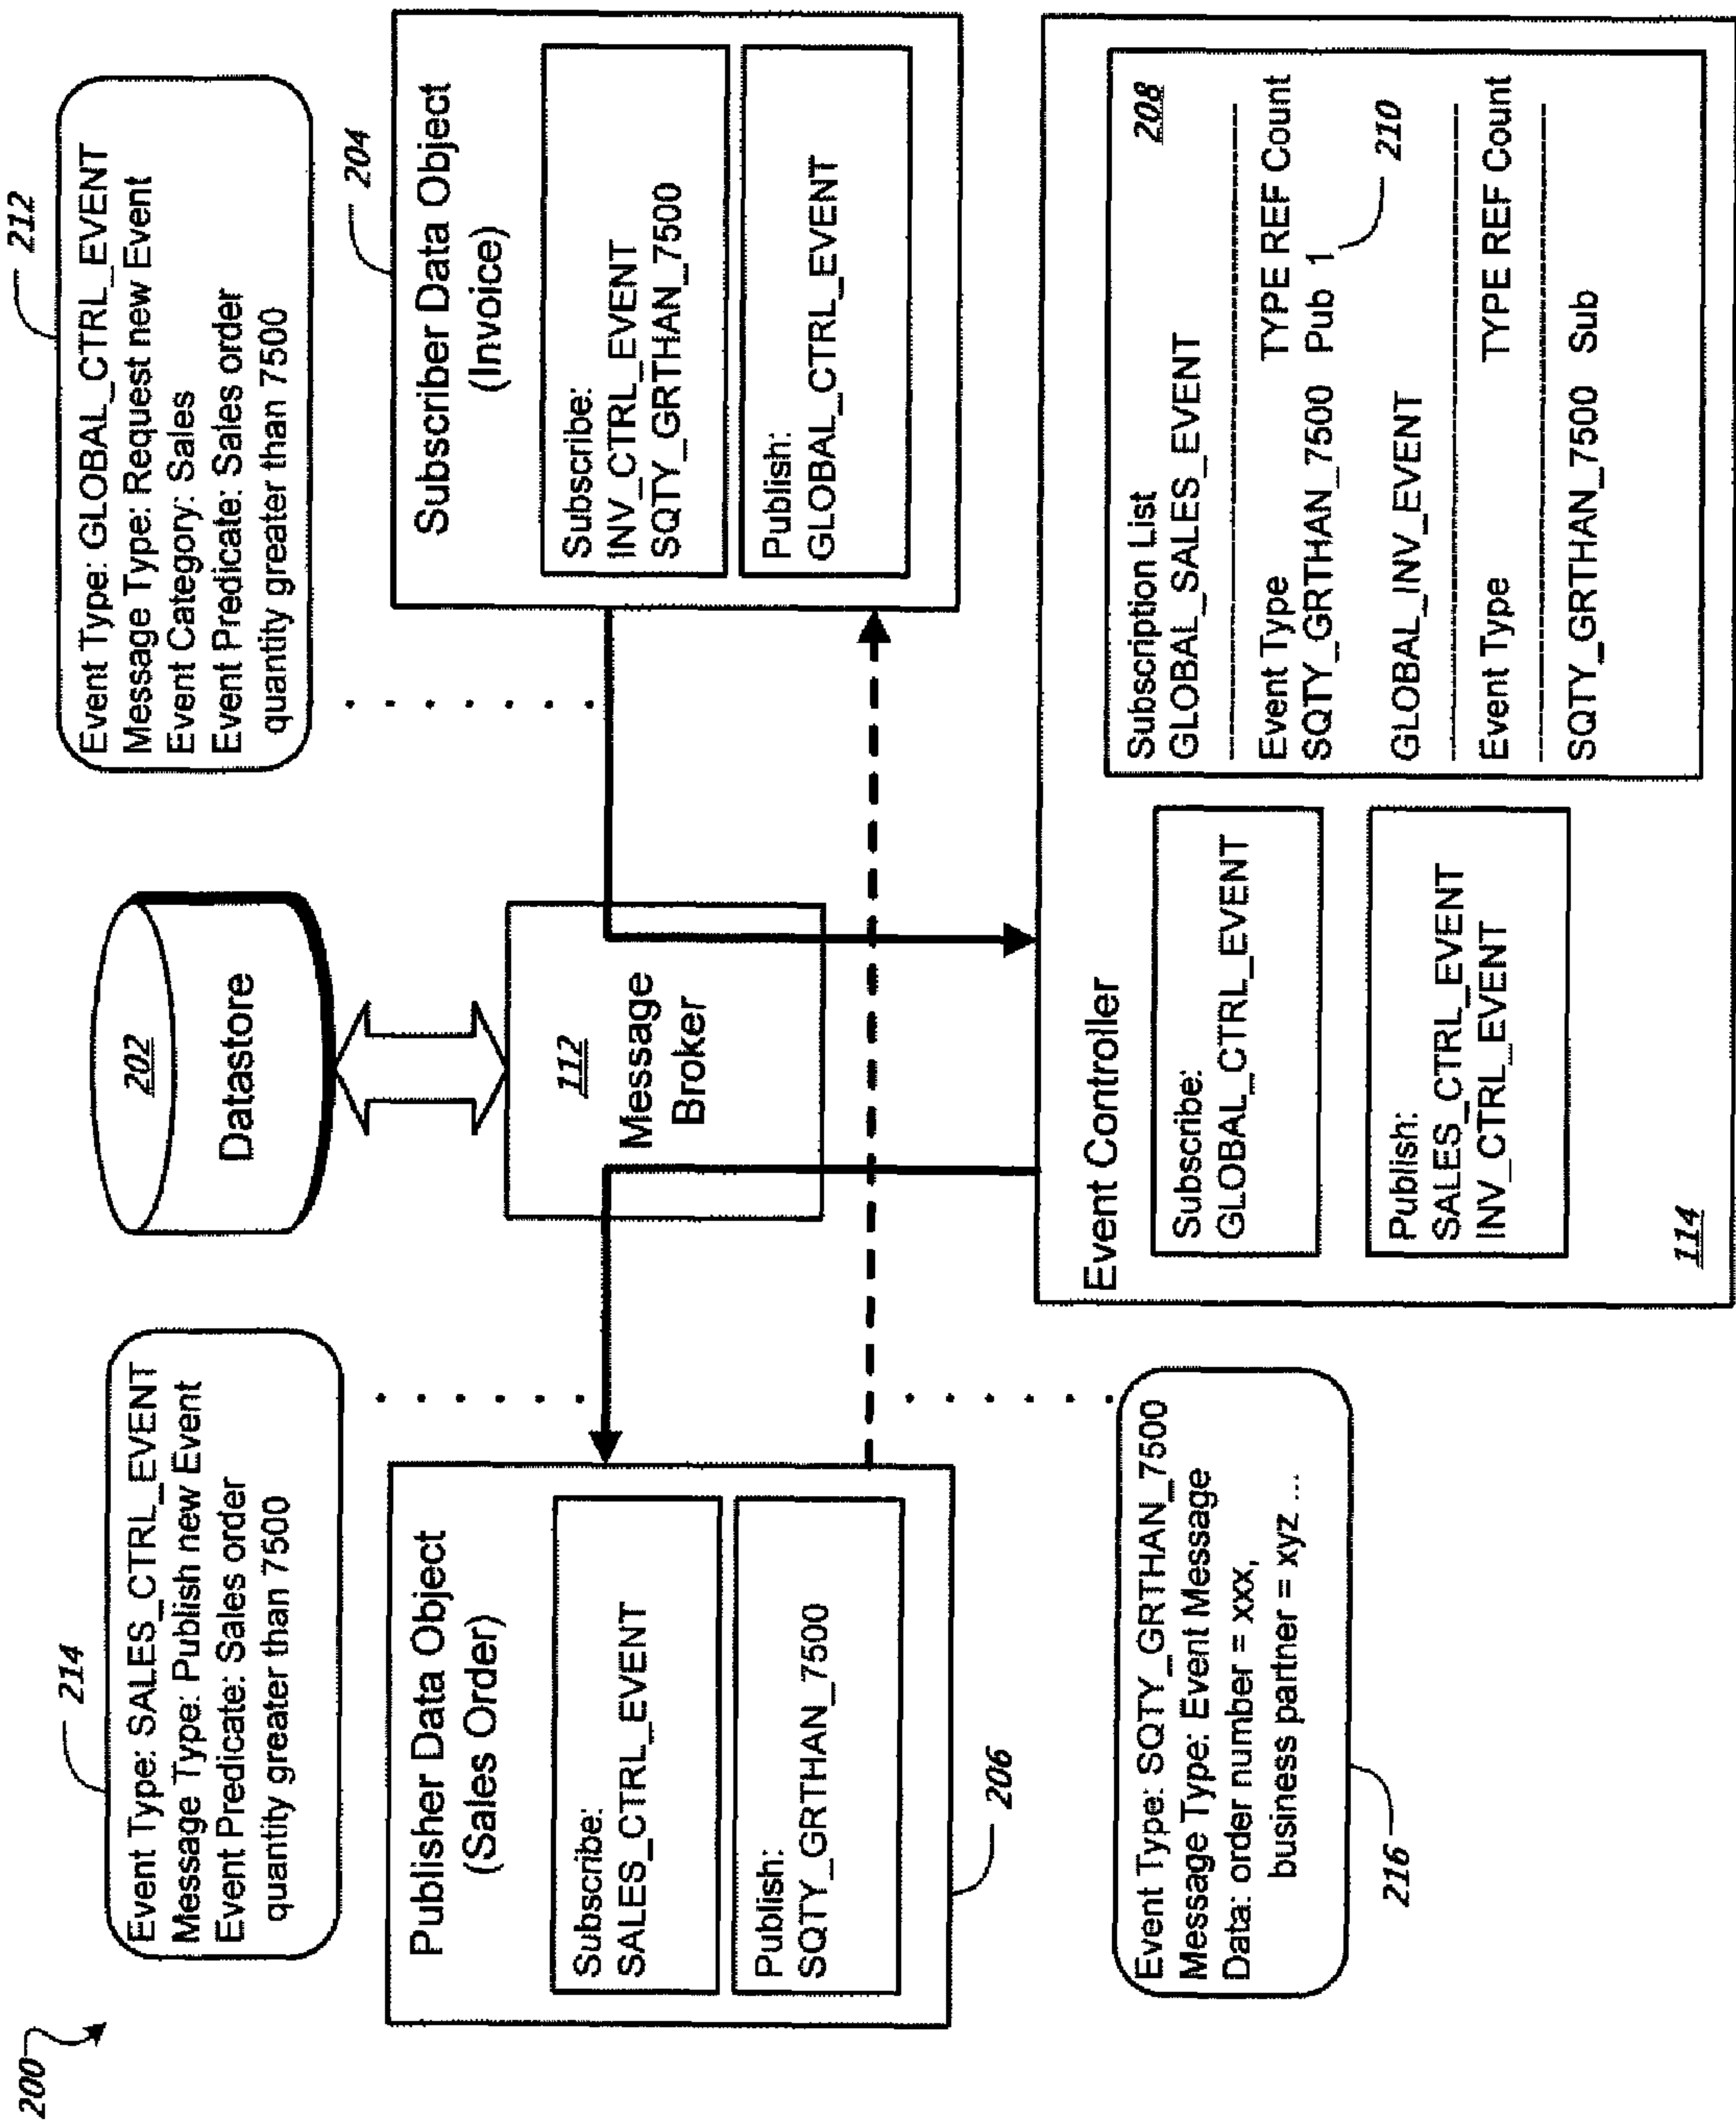 200
214
Event Type: SALES_CTRL_EVENT
Message Type: Publish new Event
Event Predicate: Sales order
quantity greater than 7500
202
Datastore
212
Event Type: GLOBAL_CTRL_EVENT
Message Type: Request new Event
Event Category: Sales
Event Predicate: Sales order
quantity greater than 7500
Publisher Data Object
(Sales Order)
Subscribe:
SALES_CTRL_EVENT
Publish:
SQTY_GRTHAN_7500
206
112
Message
Broker
204
Subscriber Data Object
(Invoice)
Subscribe:
INV_CTRL_EVENT
SQTY_GRTHAN_7500
Publish:
GLOBAL_CTRL_EVENT
Event Type: SQTY_GRTHAN_7500
Message Type: Event Message
Data: order number = xxx,
business partner = xyz ...
216
Event Controller
Subscribe:
GLOBAL_CTRL_EVENT
Publish:
SALES_CTRL_EVENT
INV_CTRL_EVENT
114
Subscription List 208
GLOBAL_SALES_EVENT
Event Type TYPE REF Count
SQTY_GRTHAN_7500 Pub 1
210
GLOBAL_INV_EVENT
Event Type TYPE REF Count
SQTY_GRTHAN_7500 Sub